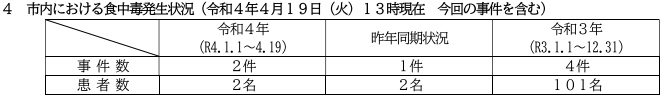 ４　市内における食中毒発生状況（令和４年４月１９日（火）１３時現在　今回の事件を含む）
令和４年　昨年同期状況　令和３年
（R4.1.1～4.19）　（R3.1.1～12.31）
事 件 数　２件　１件　４件
患 者 数　２名　２名　１０１名